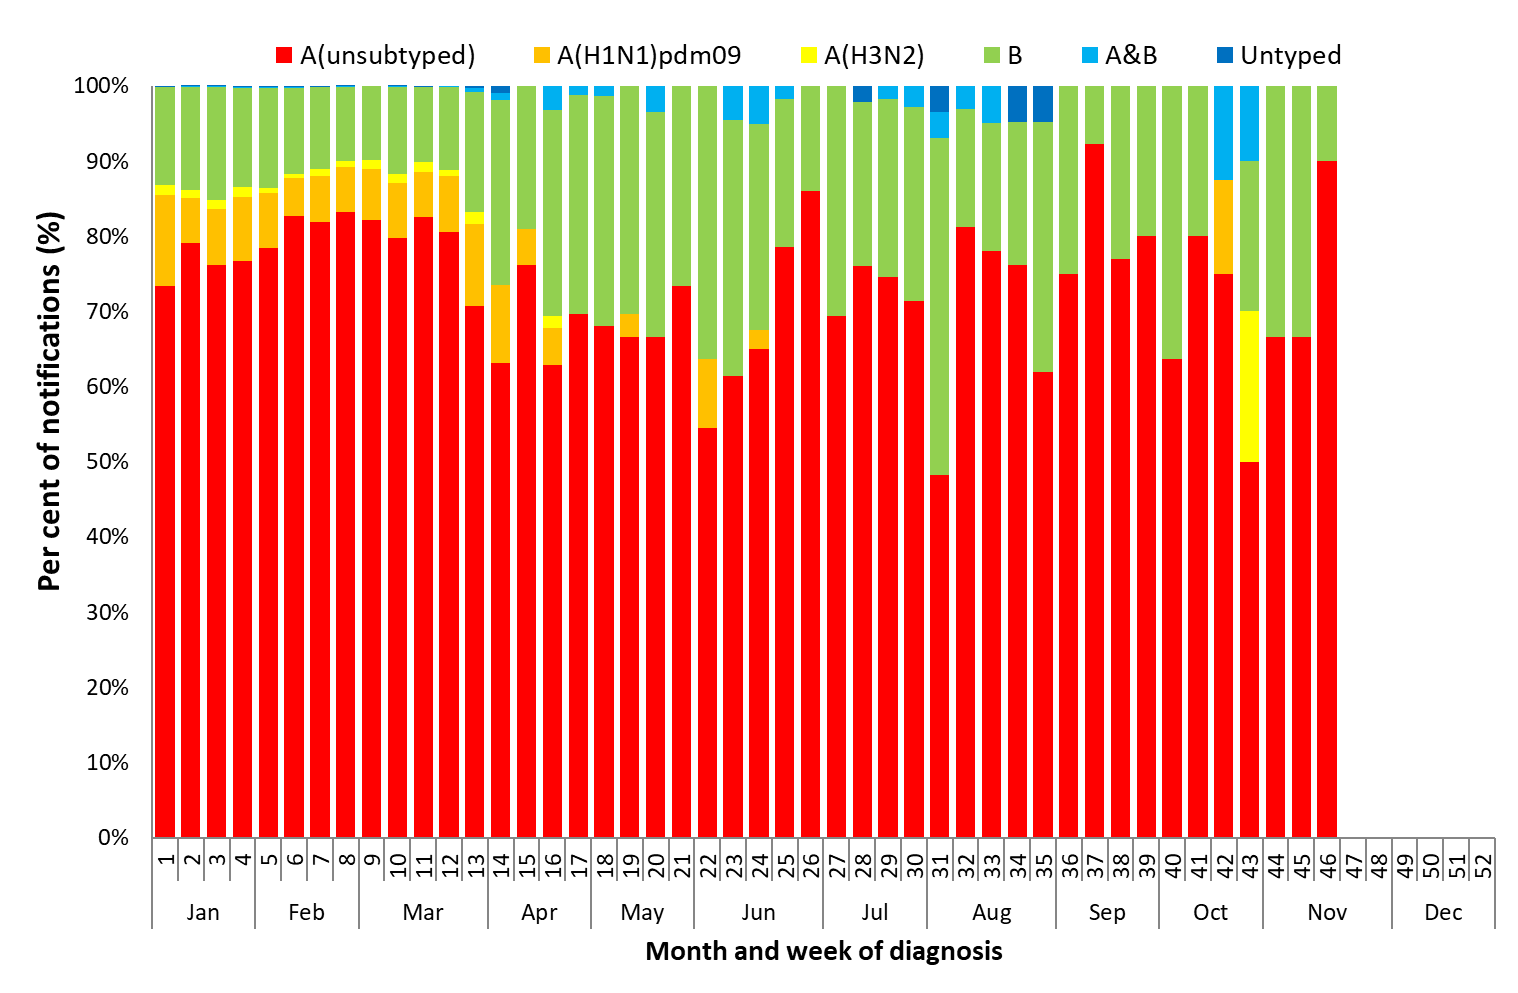 A(unsubtyped) A(H1N1)pdm09 A(H3N2) B A&B Untyped
Per cent of notifications (%)
100%
90%
80%
70%
60%
50%
40%
30%
20%
10%
0%
1 2 3 4 5 6 7 8 9 10 11 12 13 14 15 16 17 18 19 20 21 22 23 24 25 26 27 28 29 30 31 32 33 34 35 36 37 38 39 40 41 42 43 44 45 46 47 48 49 50 51 52
Jan Feb Mar Apr May Jun Jul Aug Sep Oct Nov Dec
Month and week of diagnosis